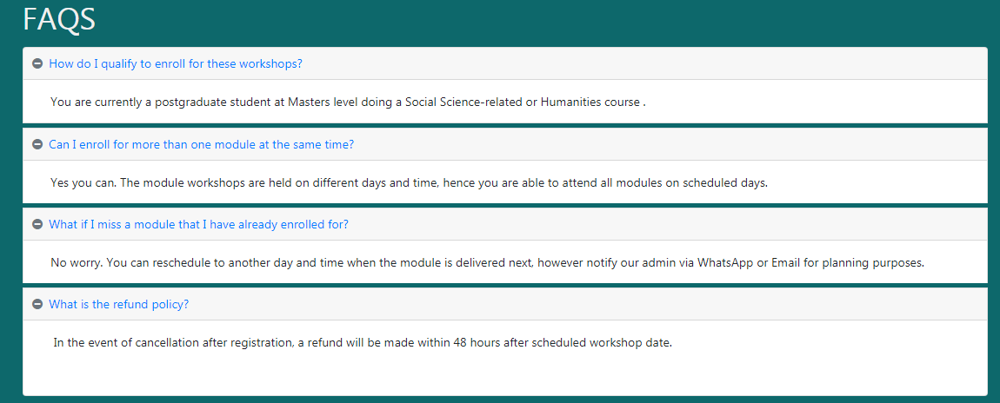 FAQS
How do I qualify to enroll for these workshops?
You are currently a postgraduate student at Masters level doing a Social Science-related or Humanities course .
Can I enroll for more than one module at the same time?
Yes you can. The module workshops are held on different days and time, hence you are able to attend all modules on scheduled days.
What if I miss a module that I have already enrolled for?
No worry. You can reschedule to another day and time when the module is delivered next, however notify our admin via WhatsApp or Email for planning purposes.
What is the refund policy?
In the event of cancellation after registration, a refund will be made within 48 hours after scheduled workshop date.